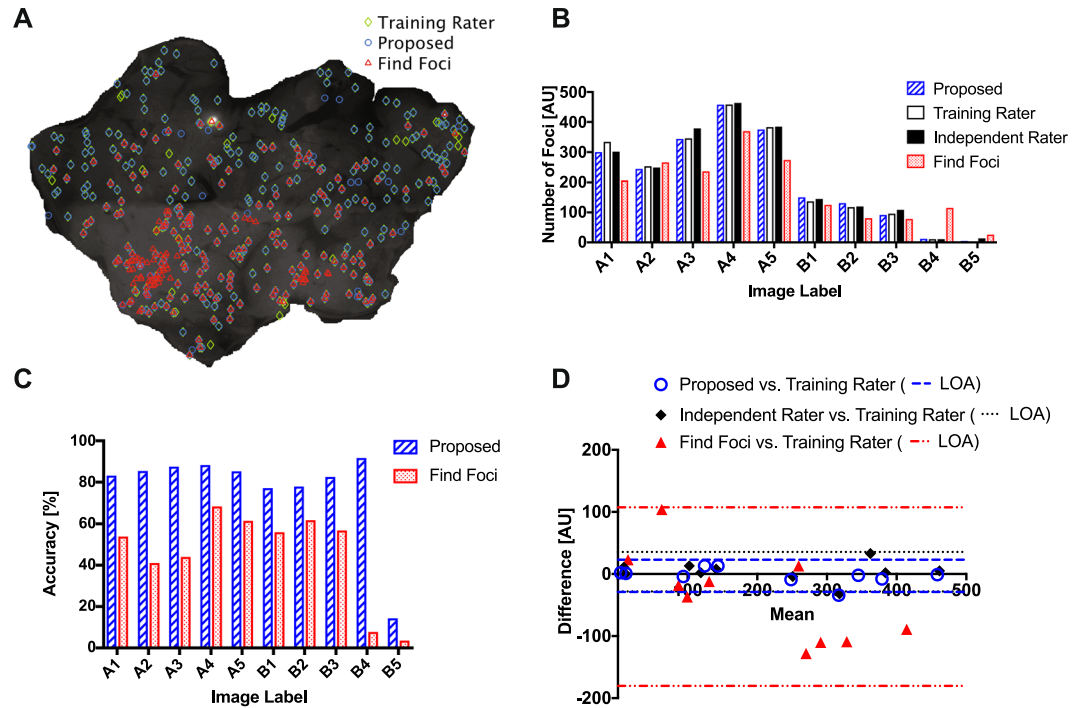 A
Training Rater
Proposed
Find Foci
B
Number of Foci [AU]
500
400
300
200
100
0
A1
A2
A3
A4
A5
B1
B2
B3
B4
B5
Image Label
Proposed
Training Rater
Independent Rater
Find Foci
C
Accuracy [%]
100
80
60
40
20
0
A1
A2
A3
A4
A5
B1
B2
B3
B4
B5
Image Label
Proposed
Find Foci
D
Proposed vs. Training Rater ( LOA)
Independent Rater vs. Training Rater ( LOA)
Find Foci vs. Training Rater ( LOA)
Difference [AU]
200
100
0
-100
-200
100
200
300
400
500
Mean